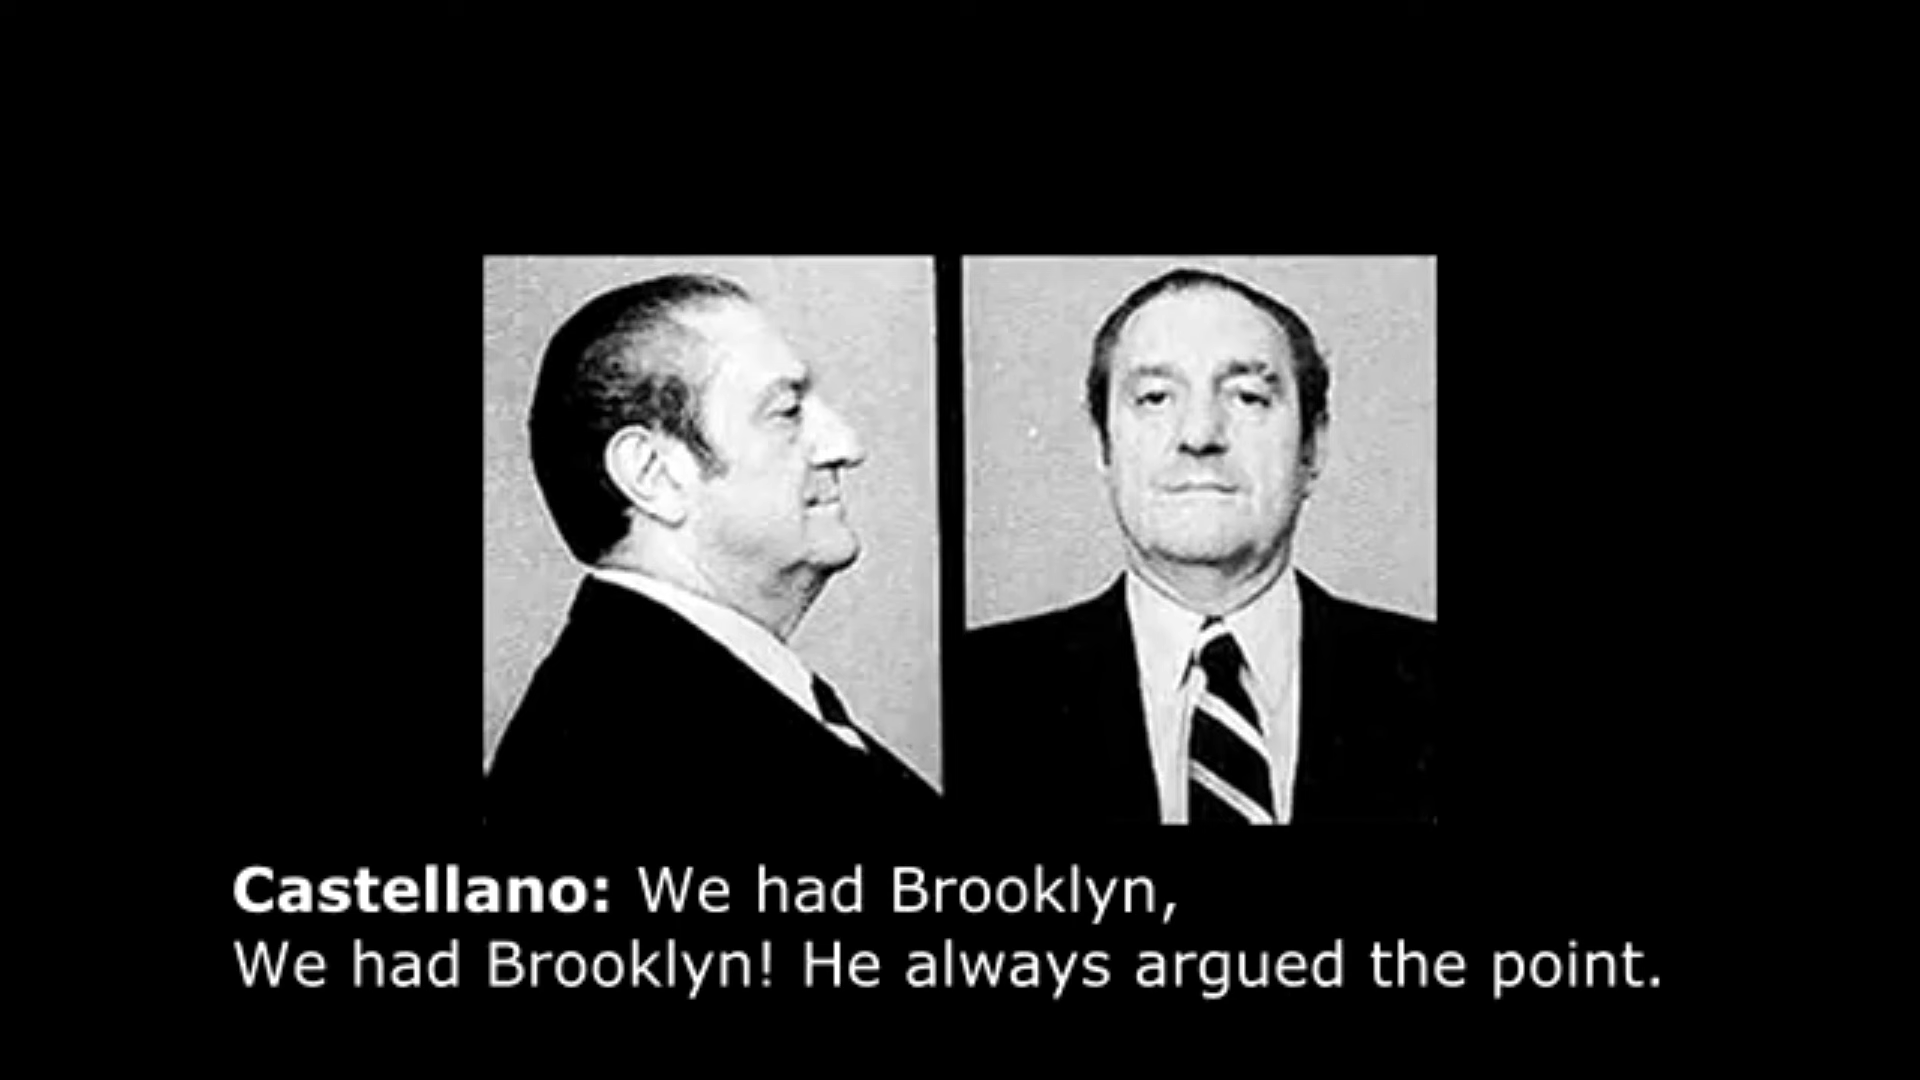 Castellano: We had Brooklyn,
We had Brooklyn! He always argued the point.